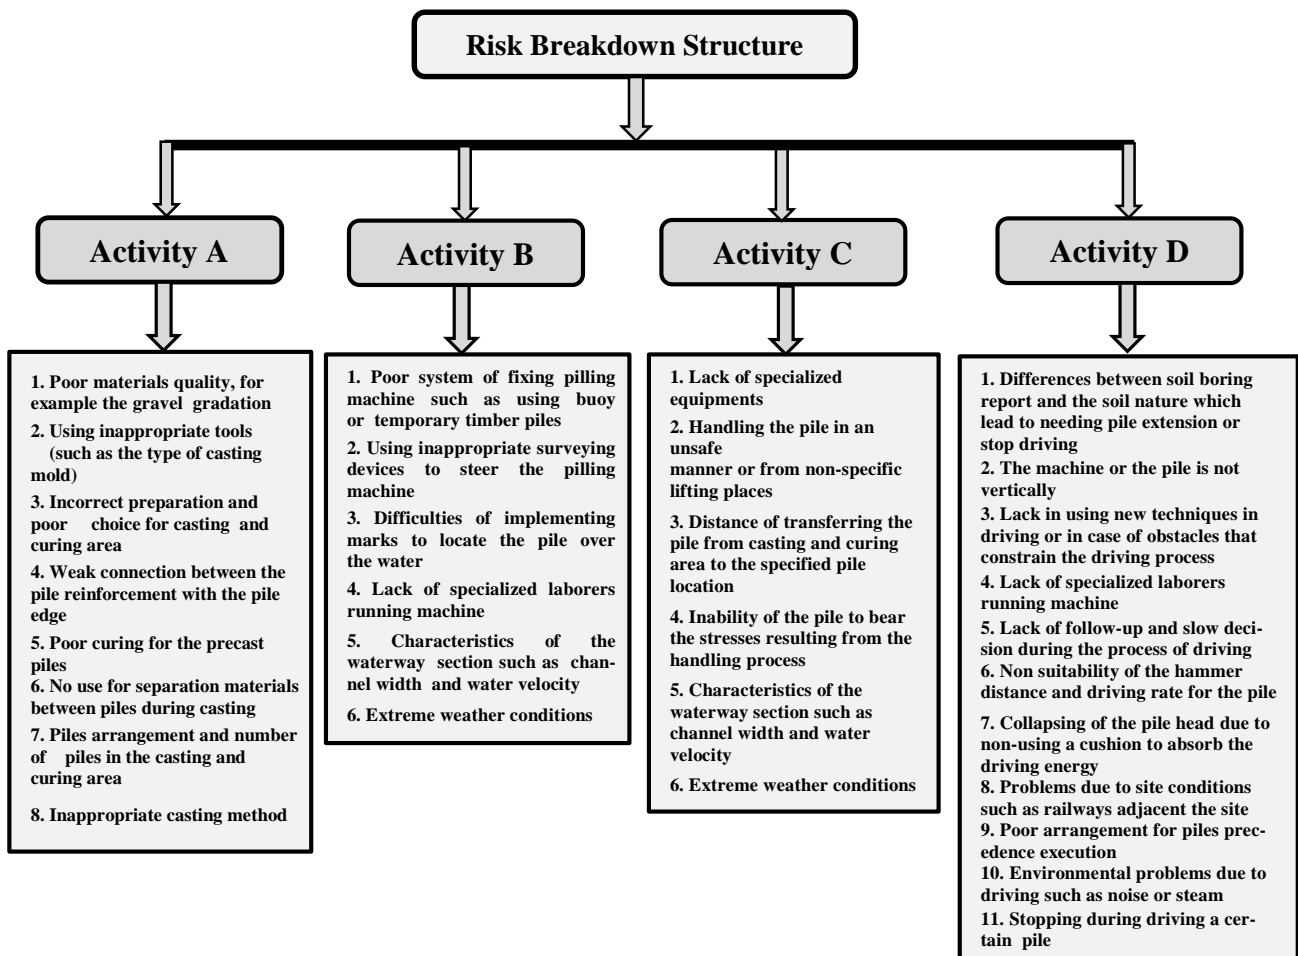 Risk Breakdown Structure
Activity A
Activity B
Activity C
Activity D
1. Poor materials quality, for
example the gravel gradation
2. Using inappropriate tools
(such as the type of casting
mold)
3. Incorrect preparation and
poor choice for casting and
curing area
4. Weak connection between the
pile reinforcement with the pile
edge
5. Poor curing for the precast
piles
6. No use for separation materials
between piles during casting
7. Piles arrangement and number
of piles in the casting and
curing area
8. Inappropriate casting method
1. Poor system of fixing pilling
machine such as using buoy
or temporary timber piles
2. Using inappropriate surveying
devices to steer the pilling
machine
3. Difficulties of implementing
marks to locate the pile over
the water
4. Lack of specialized laborers
running machine
5. Characteristics of the
waterway section such as chan-
nel width and water velocity
6. Extreme weather conditions
1. Lack of specialized
equipments
2. Handling the pile in an
unsafe
manner or from non-specific
lifting places
3. Distance of transferring the
pile from casting and curing
area to the specified pile
location
4. Inability of the pile to bear
the stresses resulting from the
handling process
5. Characteristics of the
waterway section such as
channel width and water
velocity
6. Extreme weather conditions
1. Differences between soil boring
report and the soil nature which
lead to needing pile extension or
stop driving
2. The machine or the pile is not
vertically
3. Lack in using new techniques in
driving or in case of obstacles that
constrain the driving process
4. Lack of specialized laborers
running machine
5. Lack of follow-up and slow deci-
sion during the process of driving
6. Non suitability of the hammer
distance and driving rate for the pile
7. Collapsing of the pile head due to
non-using a cushion to absorb the
driving energy
8. Problems due to site conditions
such as railways adjacent the site
9. Poor arrangement for piles prec-
edence execution
10. Environmental problems due to
driving such as noise or steam
11. Stopping during driving a cer-
tain pile